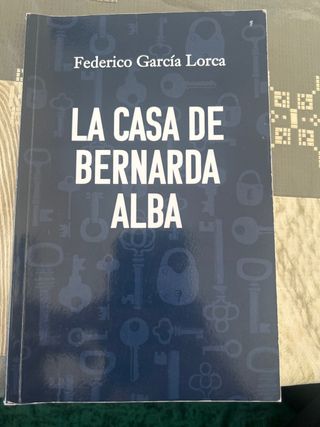 Federico García Lorca
LA CASA DE
BERNARDA
ALBA